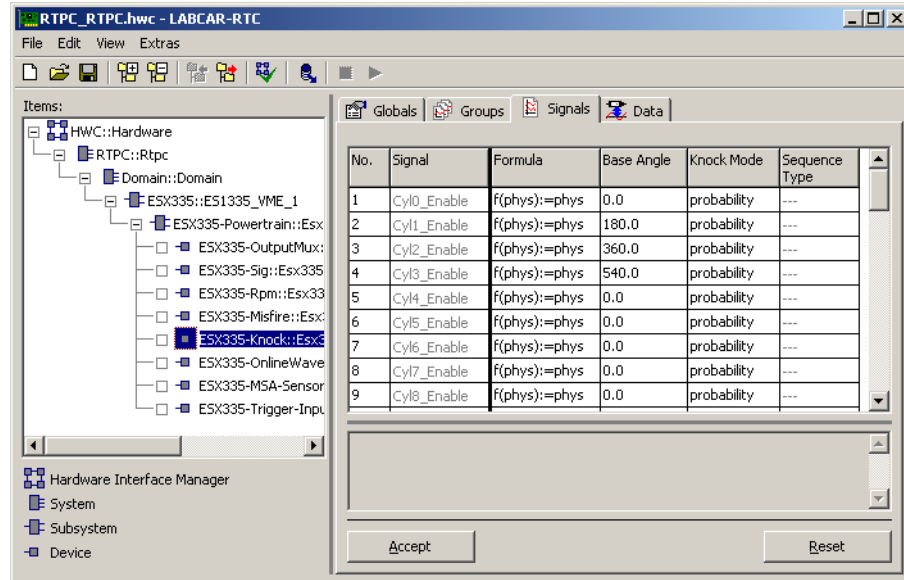 RTPC_RTPC.hwc - LABCAR-RTC
File Edit View Extras
Items:
HWC::Hardware
RTPC::Rtpc
Domain::Domain
ESX335::ES1335_VME_1
ESX335-Powertrain::Esx
ESX335-OutputMux:
ESX335-Sig::Esx335
ESX335-Rpm::Esx33
ESX335-Misfire::Esx
ESX335-Knock::Esx3
ESX335-OnlineWave
ESX335-MSA-Sensor
ESX335-Trigger-Inpu
Hardware Interface Manager
System
Subsystem
Device
Globals Groups Signals Data
No. Signal Formula Base Angle Knock Mode Sequence Type
1 Cyl0_Enable f(phys):=phys 0.0 probability ---
2 Cyl1_Enable f(phys):=phys 180.0 probability ---
3 Cyl2_Enable f(phys):=phys 360.0 probability ---
4 Cyl3_Enable f(phys):=phys 540.0 probability ---
5 Cyl4_Enable f(phys):=phys 0.0 probability ---
6 Cyl5_Enable f(phys):=phys 0.0 probability ---
7 Cyl6_Enable f(phys):=phys 0.0 probability ---
8 Cyl7_Enable f(phys):=phys 0.0 probability ---
9 Cyl8_Enable f(phys):=phys 0.0 probability ---
Accept Reset